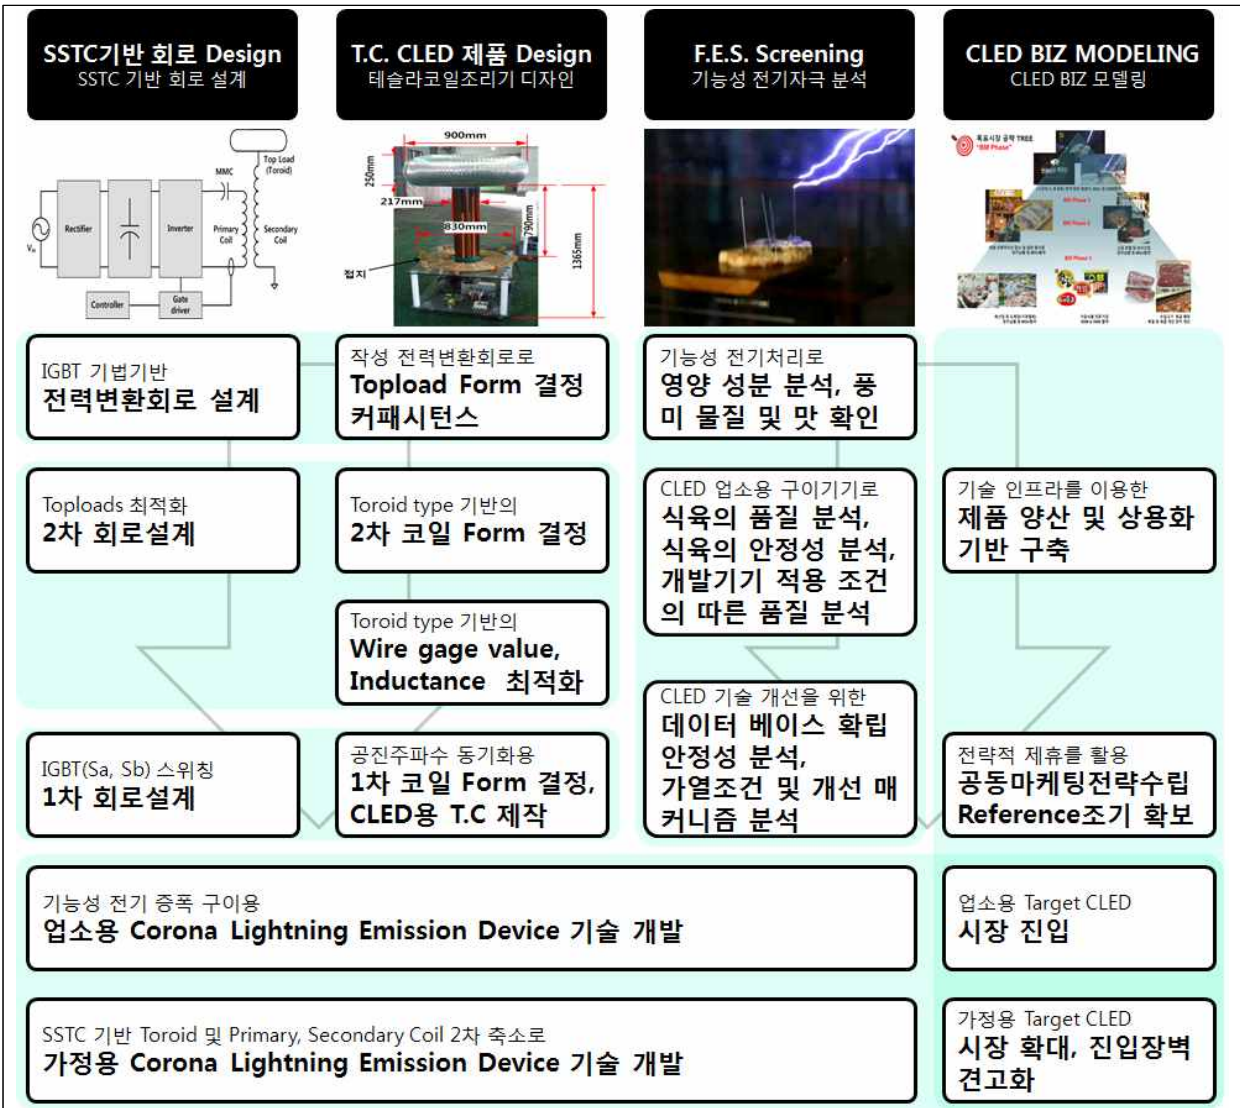 SSTC기반 회로 Design
SSTC 기반 회로 설계
T.C. CLED 제품 Design
테슬라코일조리기 디자인
F.E.S. Screening
기능성 전기자극 분석
CLED BIZ MODELING
CLED BIZ 모델링
Top Load
(Toroid)
MMC
Rectifier
Inverter
Primary
Coil
Secondary
Coil
Vin
Controller
Gate
driver
900mm
250mm
217mm
830mm
790mm
1365mm
접지
목표시장 공략 TREE
"BM Phase"
IGBT 기법기반
전력변환회로 설계
작성 전력변환회로로
Topload Form 결정
커패시턴스
기능성 전기처리로
영양 성분 분석, 풍
미 물질 및 맛 확인
Toploads 최적화
2차 회로설계
Toroid type 기반의
2차 코일 Form 결정
CLED 업소용 구이기기로
식육의 품질 분석,
식육의 안정성 분석,
개발기기 적용 조건
의 따른 품질 분석
기술 인프라를 이용한
제품 양산 및 상용화
기반 구축
Toroid type 기반의
Wire gage value,
Inductance 최적화
CLED 기술 개선을 위한
데이터 베이스 확립
안정성 분석,
가열조건 및 개선 매
커니즘 분석
IGBT(Sa, Sb) 스위칭
1차 회로설계
공진주파수 동기화용
1차 코일 Form 결정,
CLED용 T.C 제작
전략적 제휴를 활용
공동마케팅전략수립
Reference조기 확보
기능성 전기 증폭 구이용
업소용 Corona Lightning Emission Device 기술 개발
업소용 Target CLED
시장 진입
SSTC 기반 Toroid 및 Primary, Secondary Coil 2차 축소로
가정용 Corona Lightning Emission Device 기술 개발
가정용 Target CLED
시장 확대, 진입장벽
견고화